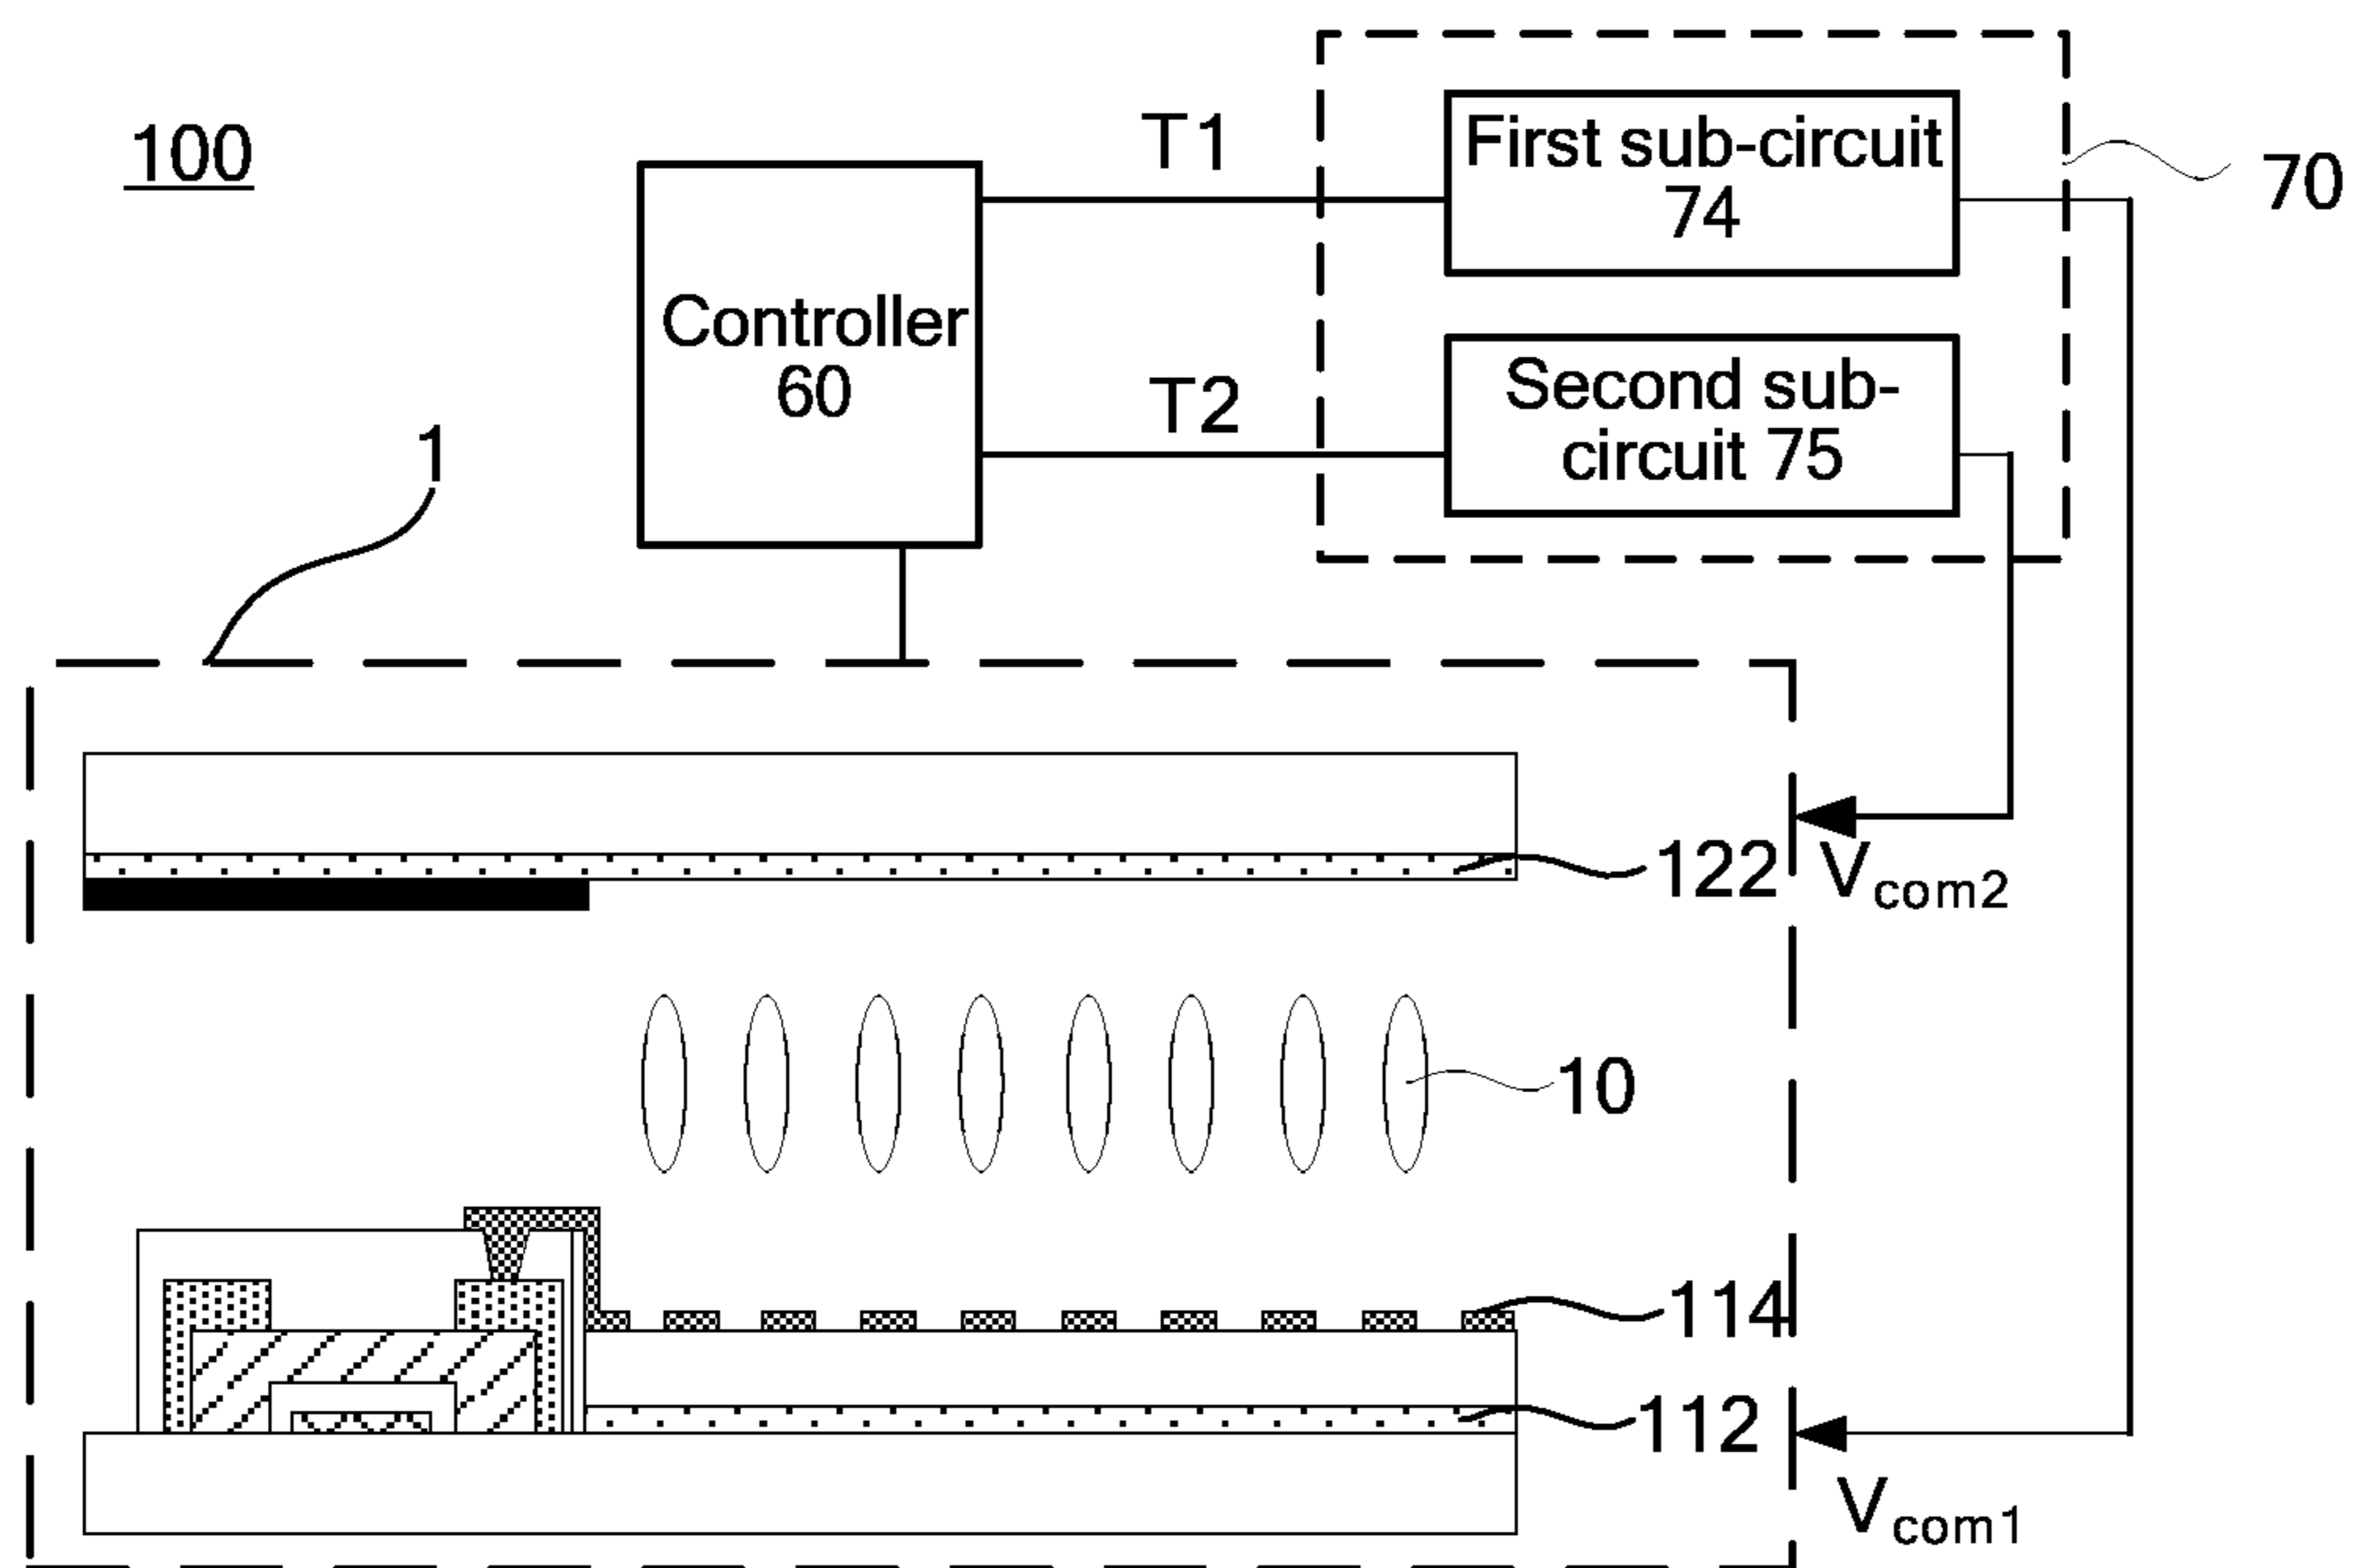 100
T1
First sub-circuit
74
70
Controller
60
T2
Second sub-
circuit 75
1
122
Vcom2
10
114
112
Vcom1